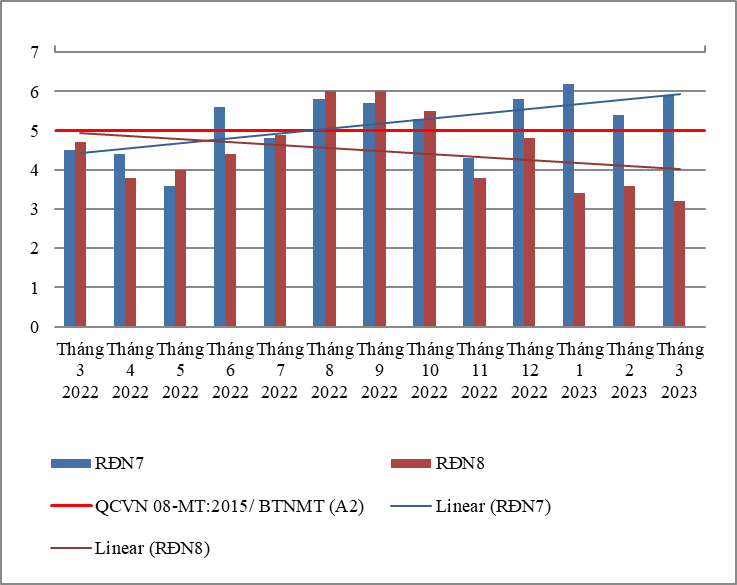 7
6
5
4
3
2
1
0
Tháng Tháng Tháng Tháng Tháng Tháng Tháng Tháng Tháng Tháng Tháng Tháng Tháng
3 4 5 6 7 8 9 10 11 12 1 2 3
2022 2022 2022 2022 2022 2022 2022 2022 2022 2022 2023 2023 2023
RĐN7 RĐN8
QCVN 08-MT:2015/ BTNMT (A2) Linear (RĐN7)
Linear (RĐN8)